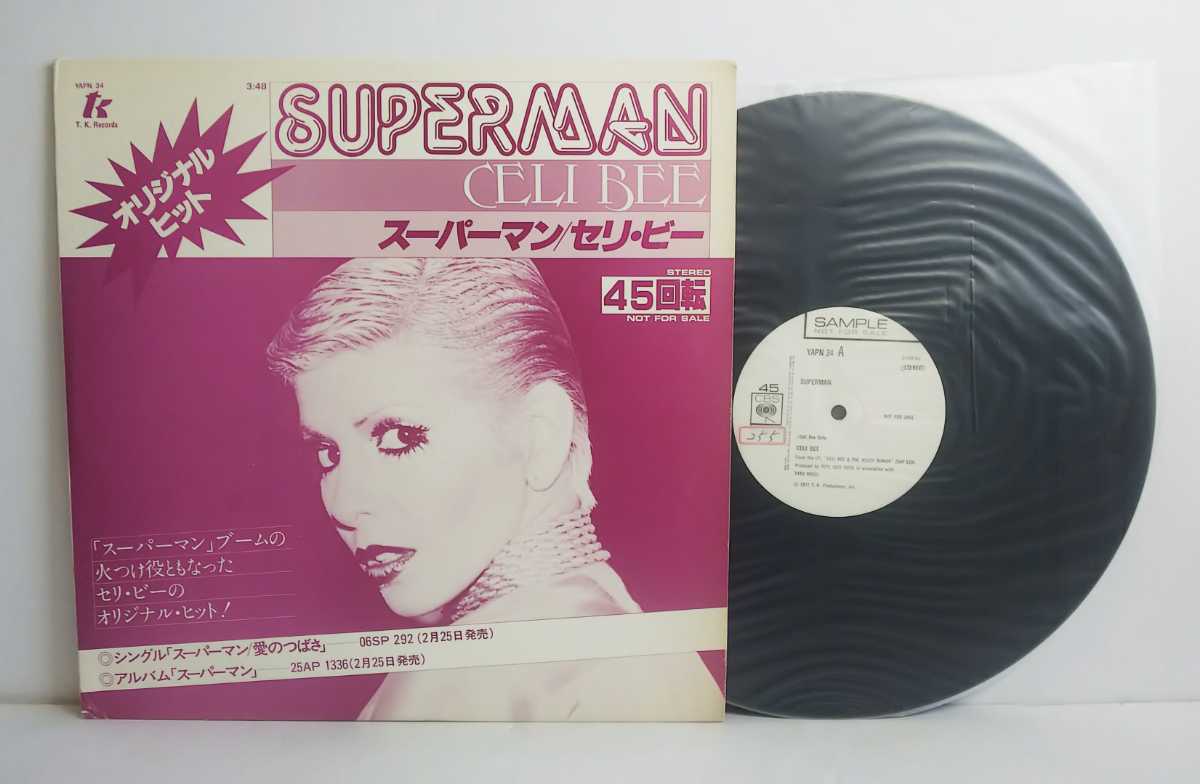 YAPN 34
tk
T. K. Records
3:48
SUPERMAN
CELI BEE
スーパーマン/セリ・ビー
オリジナル
ヒット
STEREO
45回転
NOT FOR SALE
「スーパーマン」ブームの
火つけ役ともなった
セリ・ビーの
オリジナル・ヒット!
◎シングル「スーパーマン/愛のつばさ」——06SP 292(2月25日発売)
◎アルバム「スーパーマン」——25AP 1336(2月25日発売)
SAMPLE
NOT FOR SALE
YAPN 34 A
(STEREO)
SUPERMAN
45
CBS
NOT FOR SALE
CELI BEE